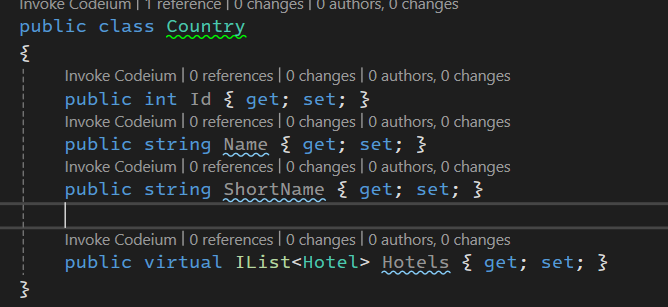 Invoke Codeium | 1 reference | 0 changes | 0 authors, 0 changes
public class Country
{
Invoke Codeium | 0 references | 0 changes | 0 authors, 0 changes
public int Id { get; set; }
Invoke Codeium | 0 references | 0 changes | 0 authors, 0 changes
public string Name { get; set; }
Invoke Codeium | 0 references | 0 changes | 0 authors, 0 changes
public string ShortName { get; set; }
Invoke Codeium | 0 references | 0 changes | 0 authors, 0 changes
public virtual IList<Hotel> Hotels { get; set; }
}